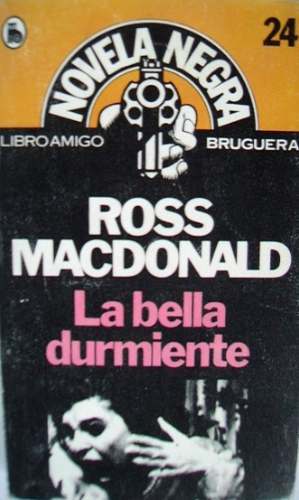 24
NOVELA NEGRA
LIBRO AMIGO
BRUGUERA
ROSS
MACDONALD
La bella
durmiente